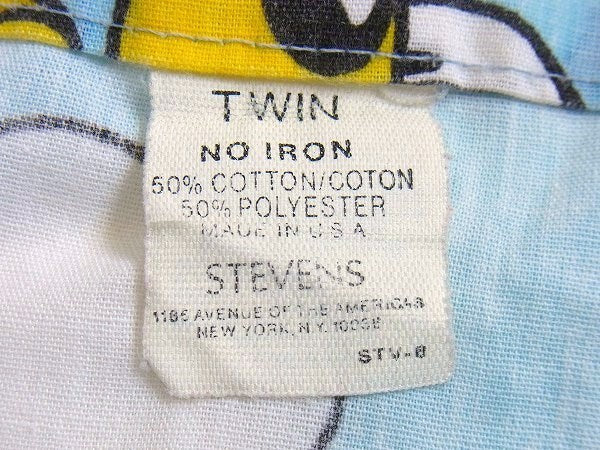 TWIN
NO IRON
50% COTTON/COTON
50% POLYESTER
MADE IN U S A
STEVENS
1185 AVENUE OF THE AMERICAS
NEW YORK, N.Y. 10036
STV-8